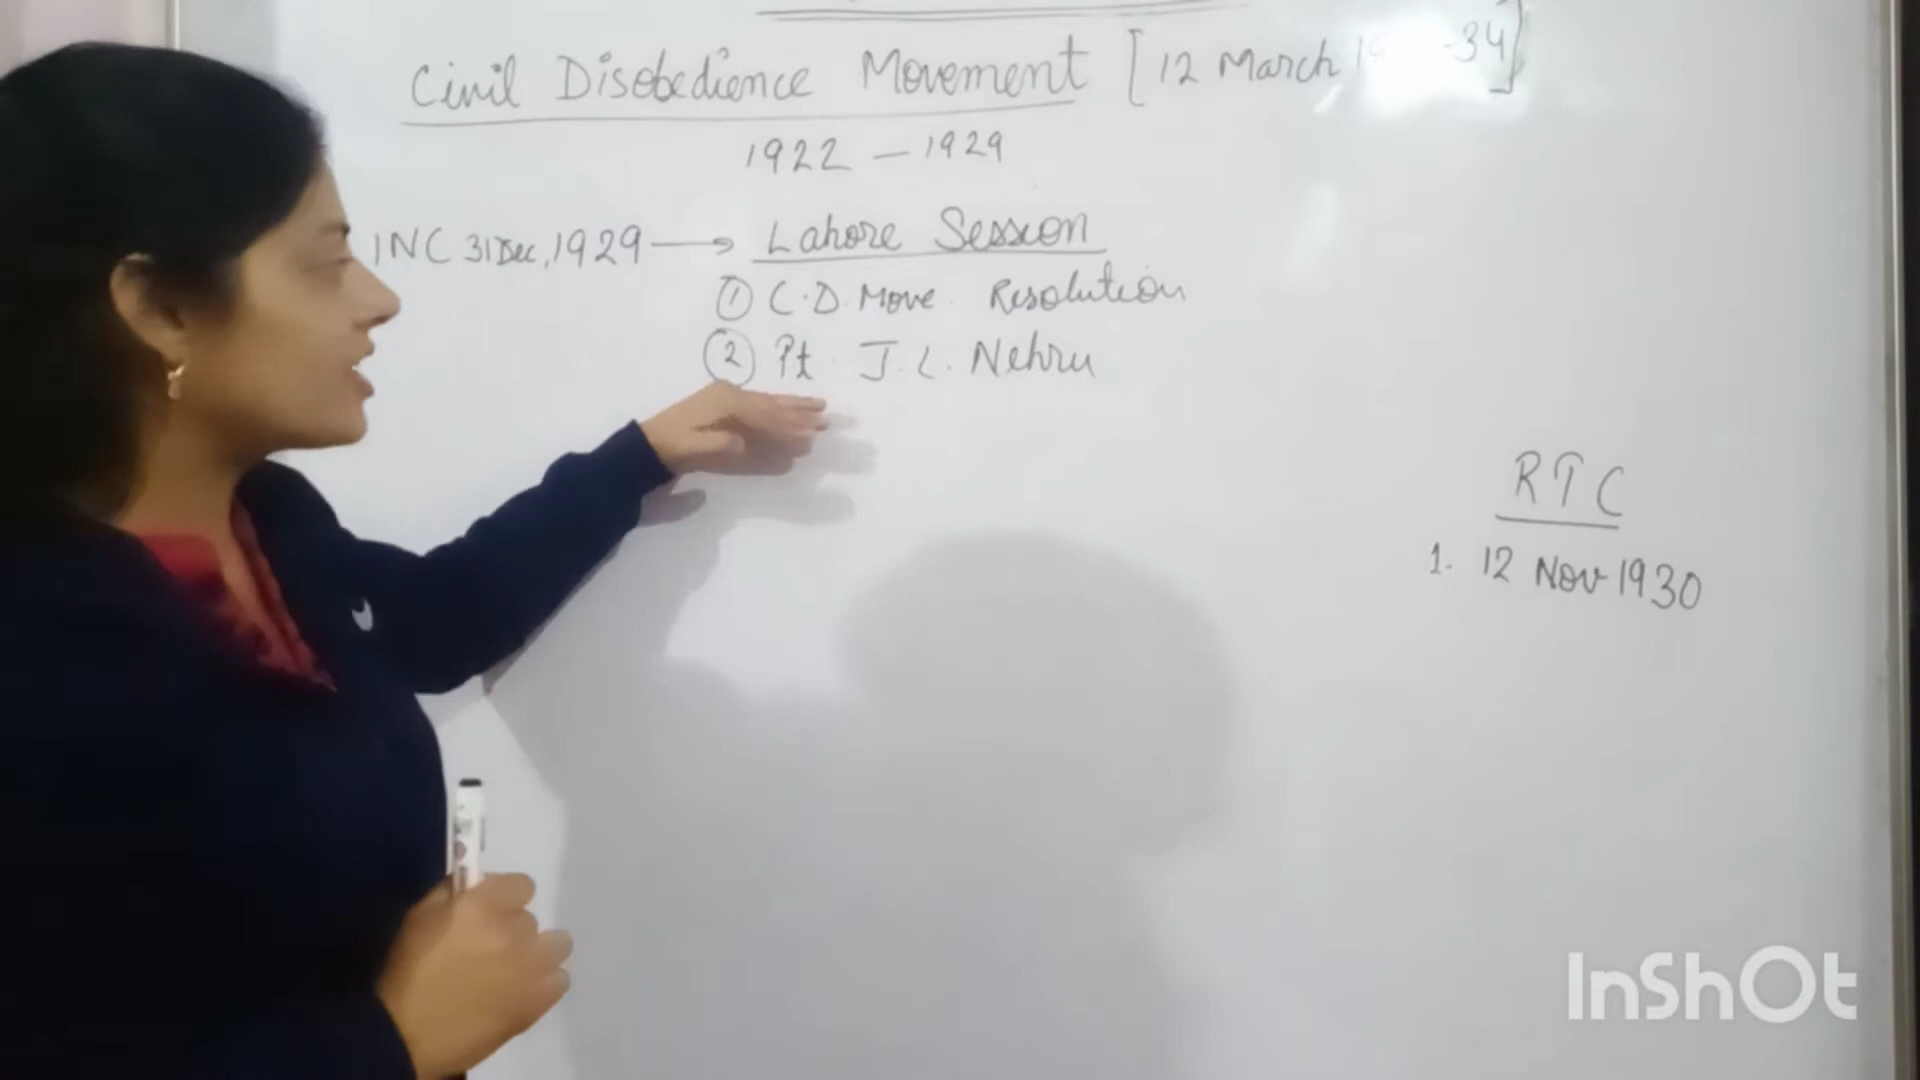 Civil Disobedience Movement [12 March, 1 -34]
1922 – 1929
INC 31 Dec, 1929 → Lahore Session
① C.D. Move. Resolution
② Pt. J.L. Nehru
RTC
1. 12 Nov 1930
InShOt